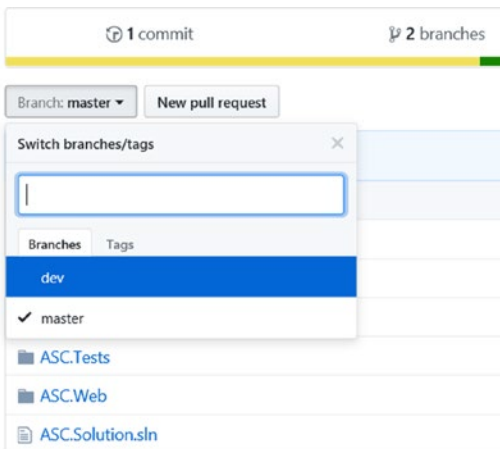 1 commit
2 branches
Branch: master
New pull request
Switch branches/tags
Branches
Tags
dev
master
ASC.Tests
ASC.Web
ASC.Solution.sln